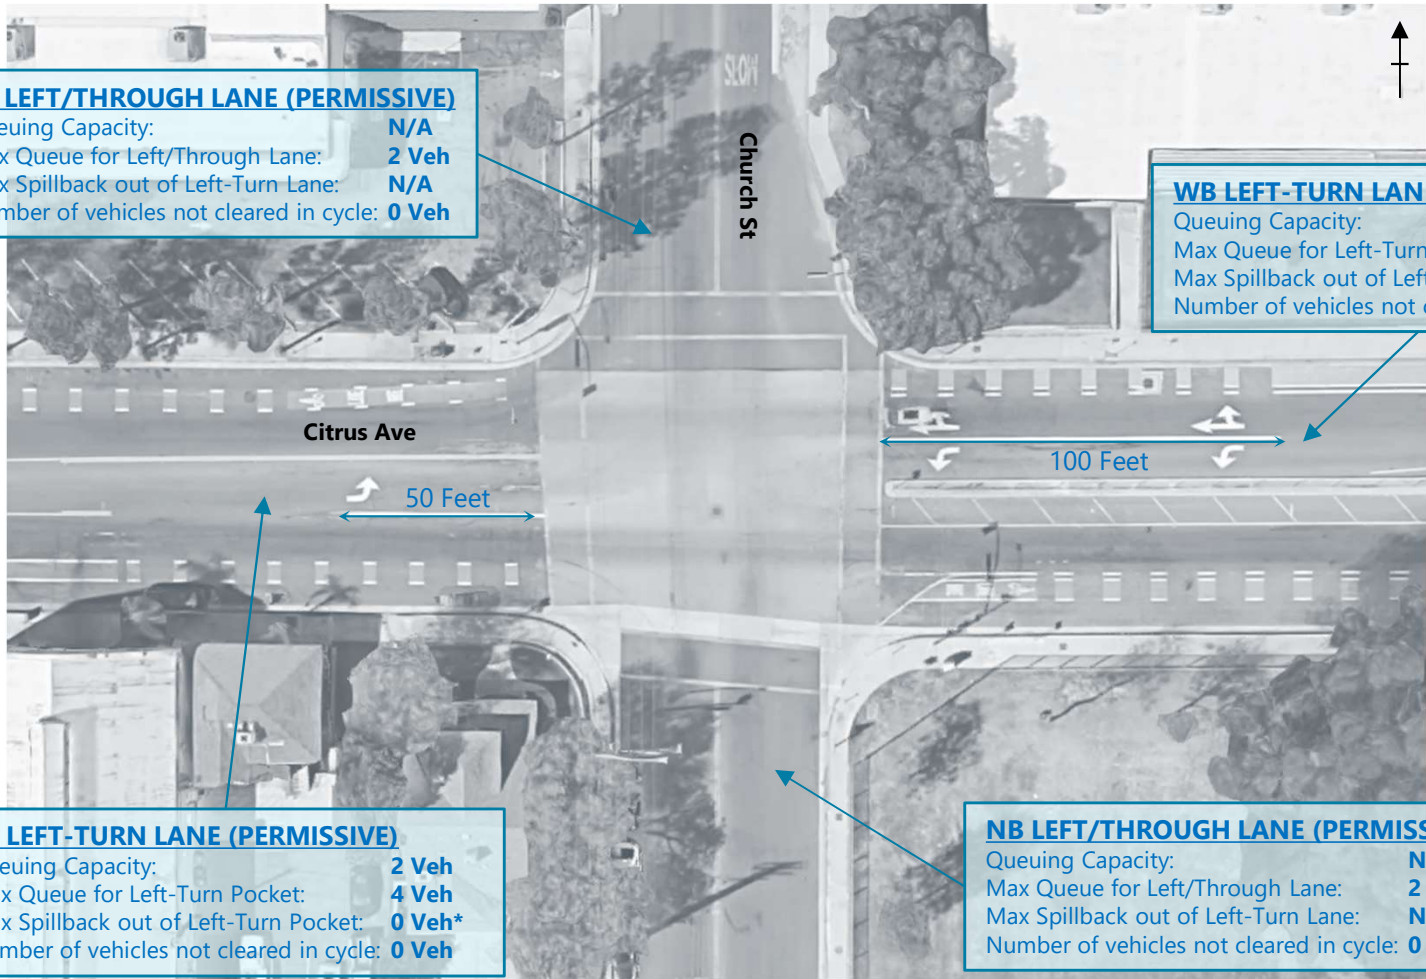 LEFT/THROUGH LANE (PERMISSIVE)
euing Capacity: N/A
x Queue for Left/Through Lane: 2 Veh
x Spillback out of Left-Turn Lane: N/A
mber of vehicles not cleared in cycle: 0 Veh
SLOW
Church St
WB LEFT-TURN LAN
Queuing Capacity:
Max Queue for Left-Turn
Max Spillback out of Left
Number of vehicles not c
Citrus Ave
100 Feet
50 Feet
LEFT-TURN LANE (PERMISSIVE)
euing Capacity: 2 Veh
x Queue for Left-Turn Pocket: 4 Veh
x Spillback out of Left-Turn Pocket: 0 Veh*
mber of vehicles not cleared in cycle: 0 Veh
NB LEFT/THROUGH LANE (PERMISS
Queuing Capacity: N
Max Queue for Left/Through Lane: 2
Max Spillback out of Left-Turn Lane: N
Number of vehicles not cleared in cycle: 0